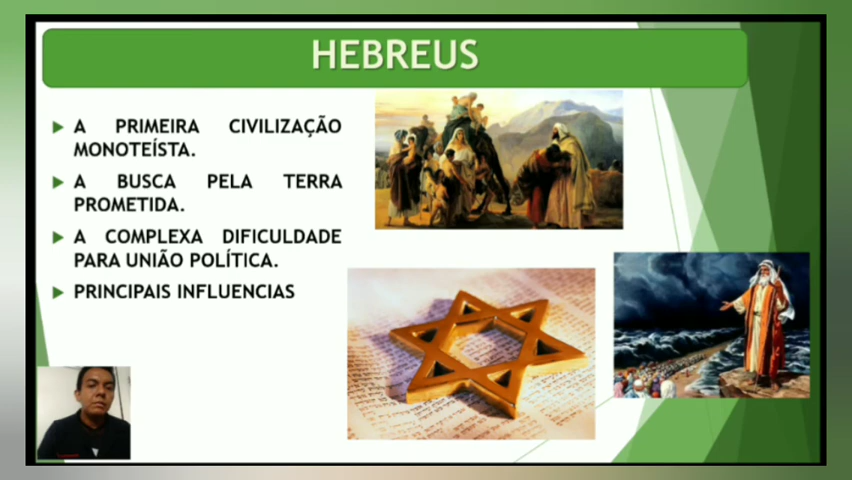 HEBREUS
A PRIMEIRA CIVILIZAÇÃO
MONOTEÍSTA.
A BUSCA PELA TERRA
PROMETIDA.
A COMPLEXA DIFICULDADE
PARA UNIÃO POLÍTICA.
PRINCIPAIS INFLUENCIAS